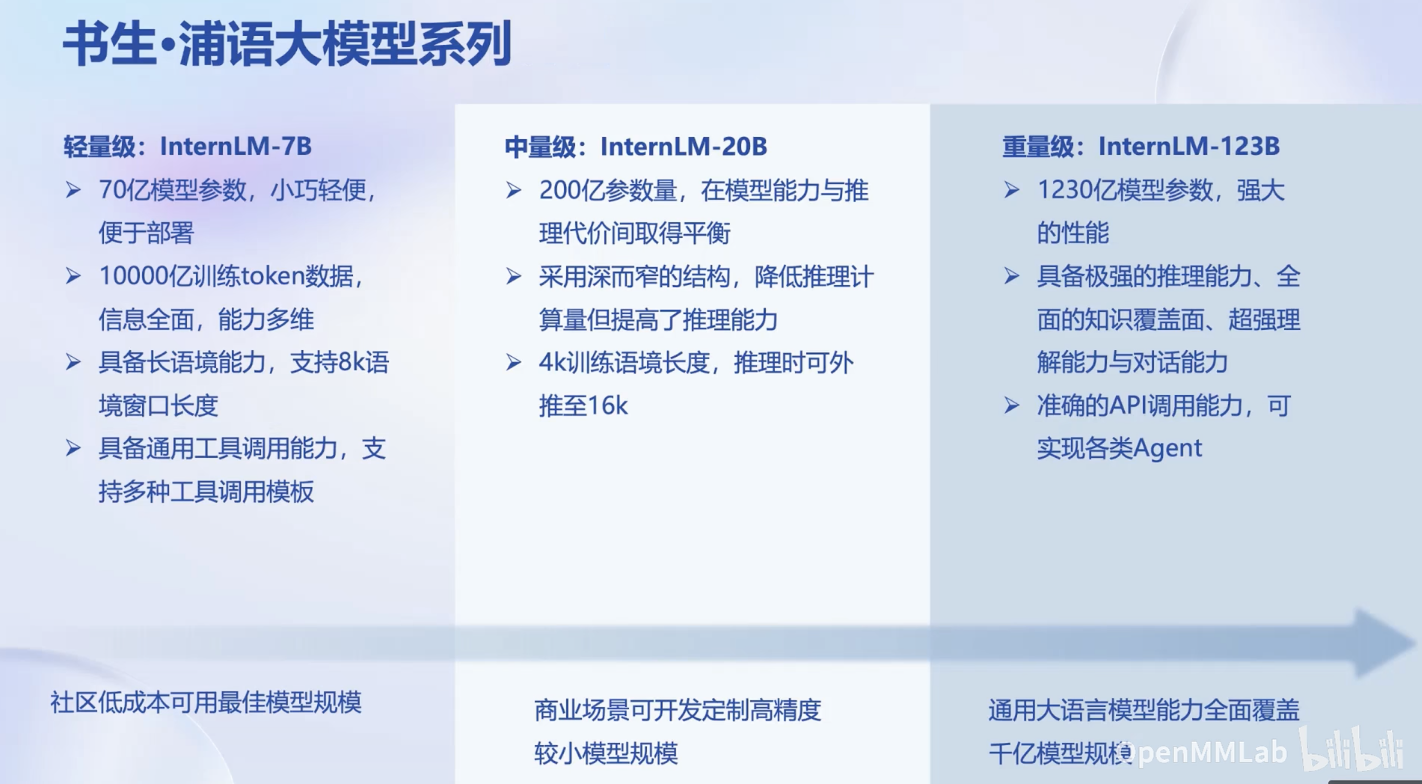 书生•浦语大模型系列
轻量级：InternLM-7B
➢ 70亿模型参数，小巧轻便，
便于部署
➢ 10000亿训练token数据，
信息全面，能力多维
➢ 具备长语境能力，支持8k语
境窗口长度
➢ 具备通用工具调用能力，支
持多种工具调用模板
社区低成本可用最佳模型规模
中量级：InternLM-20B
➢ 200亿参数量，在模型能力与推
理代价间取得平衡
➢ 采用深而窄的结构，降低推理计
算量但提高了推理能力
➢ 4k训练语境长度，推理时可外
推至16k
商业场景可开发定制高精度
较小模型规模
重量级：InternLM-123B
➢ 1230亿模型参数，强大
的性能
➢ 具备极强的推理能力、全
面的知识覆盖面、超强理
解能力与对话能力
➢ 准确的API调用能力，可
实现各类Agent
通用大语言模型能力全面覆盖
千亿模型规模
OpenMMLab bilibili